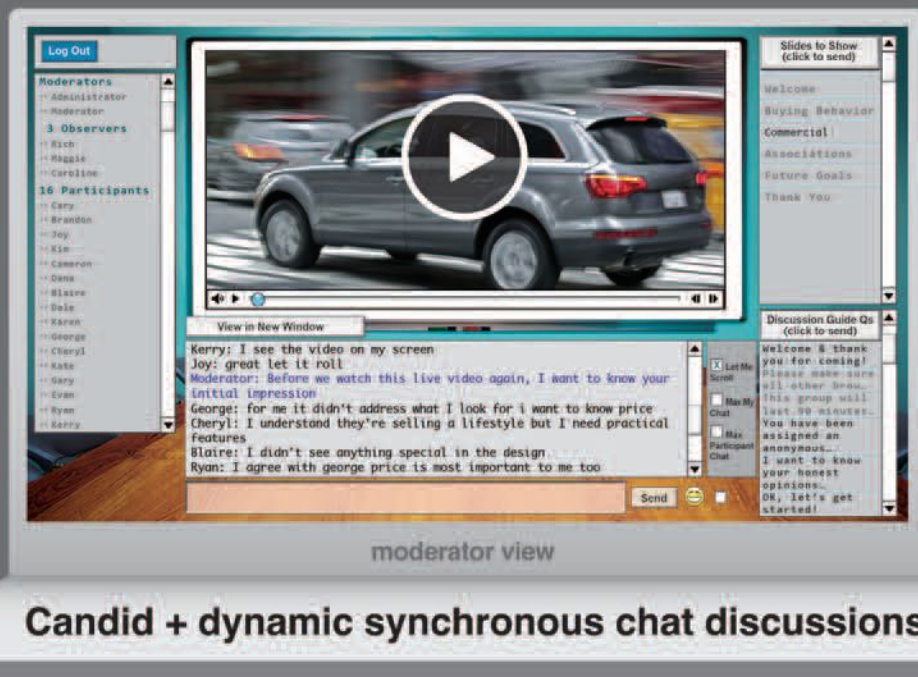 Log Out
Moderators
Administrator
Moderator
3 Observers
Rich
Maggie
Caroline
16 Participants
Cary
Brandon
Joy
Kim
Cameron
Dana
Blaire
Dale
Karen
George
Cheryl
Kate
Gary
Evan
Ryan
Kerry
View in New Window
Kerry: I see the video on my screen
Joy: great let it roll
Moderator: Before we watch this live video again, I want to know your
initial impression
George: for me it didn't address what I look for i want to know price
Cheryl: I understand they're selling a lifestyle but I need practical
features
Blaire: I didn't see anything special in the design
Ryan: I agree with george price is most important to me too
Send
X Let Me
Scroll
Max My
Chat
Max
Participant
Chat
Slides to Show
(click to send)
Welcome
Buying Behavior
Commercial
Associations
Future Goals
Thank You
Discussion Guide Qs
(click to send)
Welcome & thank
you for coming!
Please make sure
all other brow…
this group will
last 90 minutes.
You have been
assigned an
anonymous…
I want to know
your honest
opinions…
OK, let's get
started!
moderator view
Candid + dynamic synchronous chat discussions